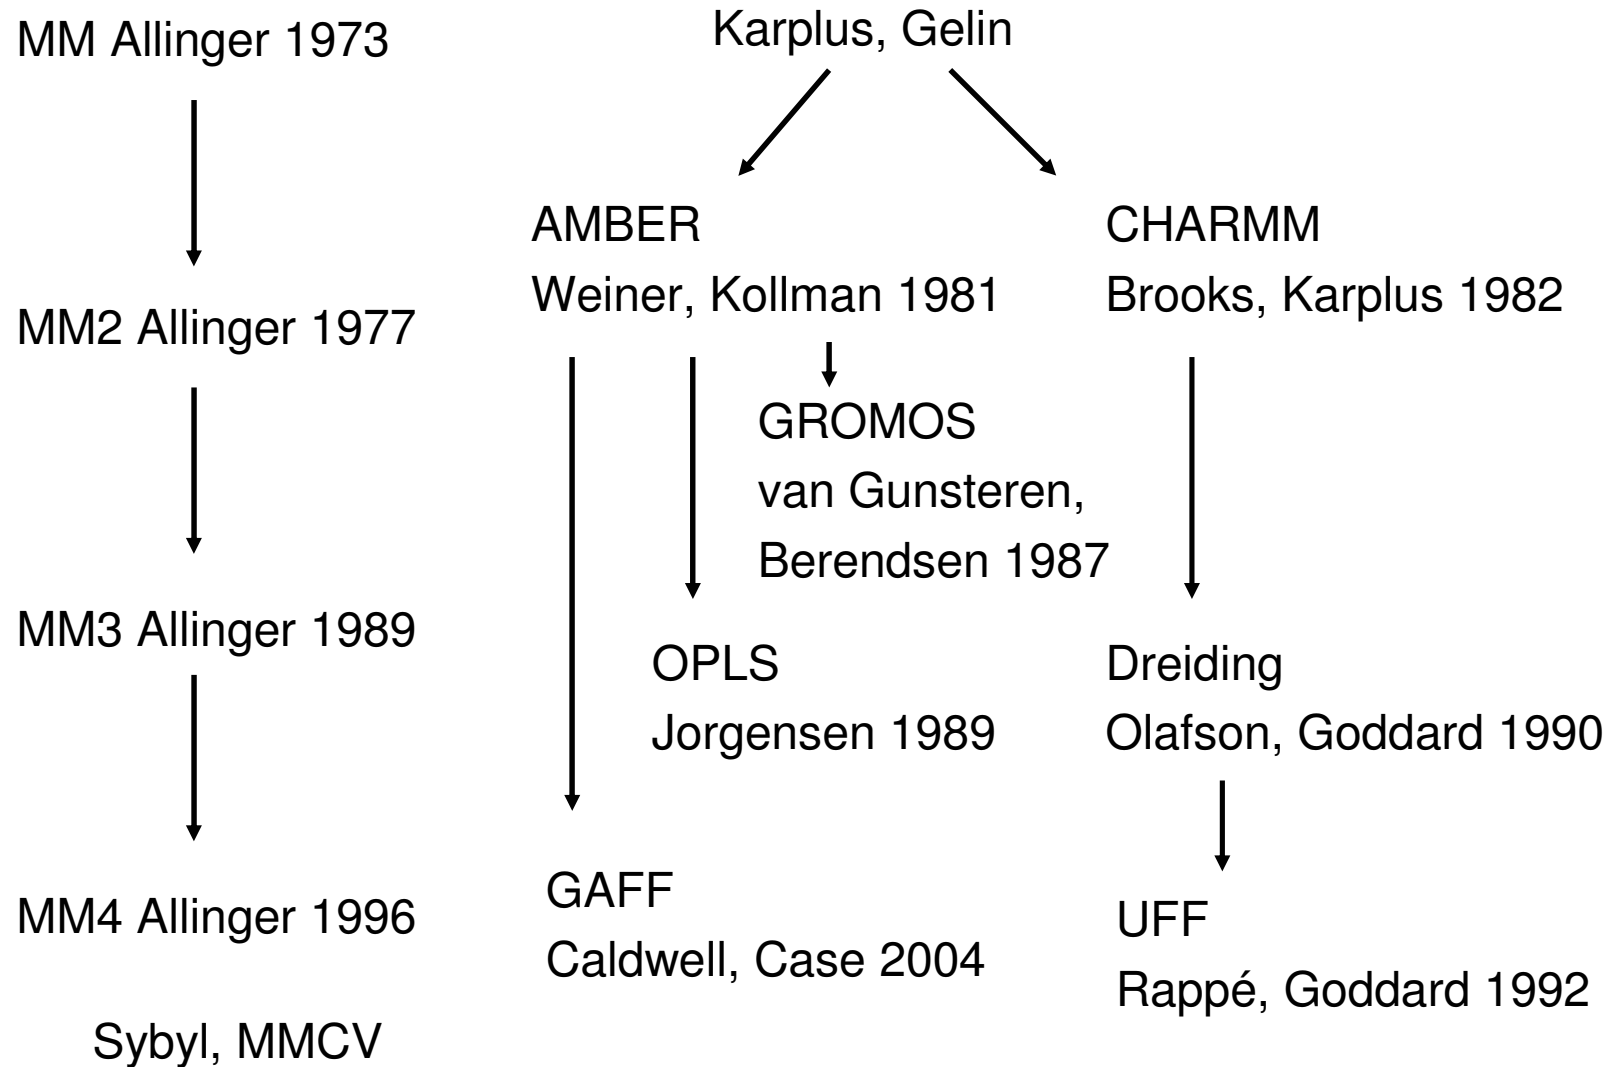 MM Allinger 1973
MM2 Allinger 1977
MM3 Allinger 1989
MM4 Allinger 1996
Sybyl, MMCV
Karplus, Gelin
AMBER
Weiner, Kollman 1981
GROMOS
van Gunsteren,
Berendsen 1987
OPLS
Jorgensen 1989
GAFF
Caldwell, Case 2004
CHARMM
Brooks, Karplus 1982
Dreiding
Olafson, Goddard 1990
UFF
Rappé, Goddard 1992